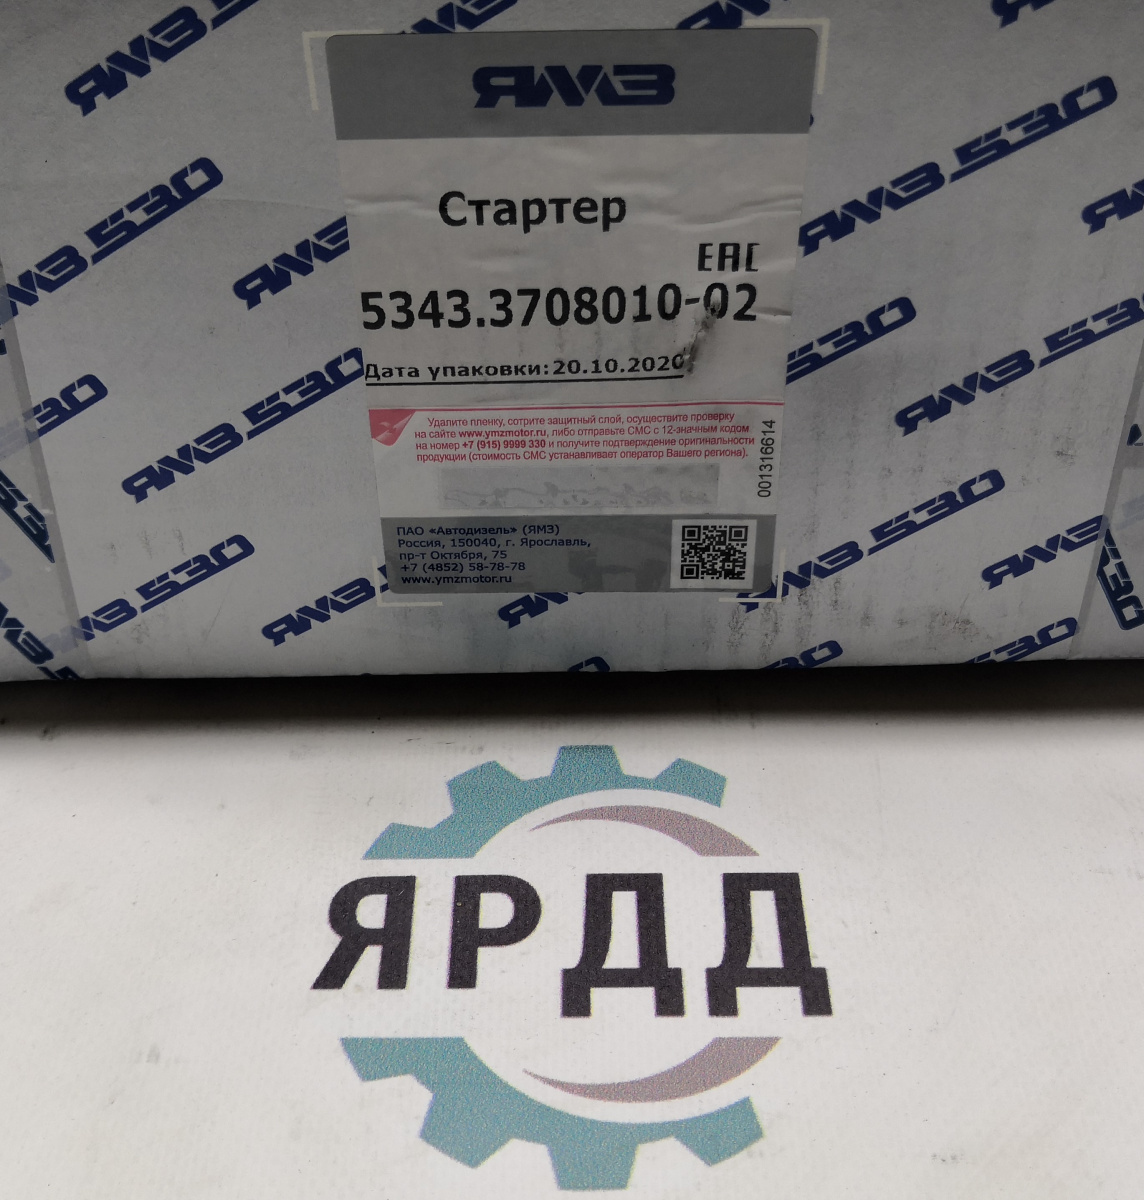 ЯМЗ
Стартер
EAC
5343.3708010-02
Дата упаковки:20.10.2020
Удалите пленку, сотрите защитный слой, осуществите проверку
на сайте www.ymzmotor.ru, либо отправьте СМС с 12-значным кодом
на номер +7 (915) 9999 330 и получите подтверждение оригинальности
продукции (стоимость СМС устанавливает оператор Вашего региона).
001316614
ПАО «Автодизель» (ЯМЗ)
Россия, 150040, г. Ярославль,
пр-т Октября, 75
+7 (4852) 58-78-78
www.ymzmotor.ru
ЯМЗ 530
ЯМЗ 530
ЯМЗ 530
ЯМЗ 530
ЯМЗ 530
ЯМЗ 530
ЯМЗ 530
ЯРДД